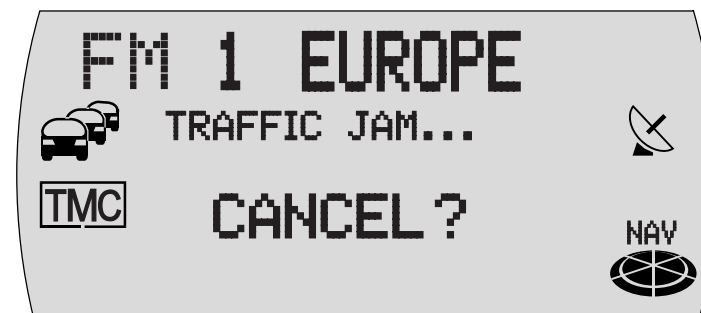 FM 1 EUROPE
TRAFFIC JAM...
TMC
CANCEL?
NAV